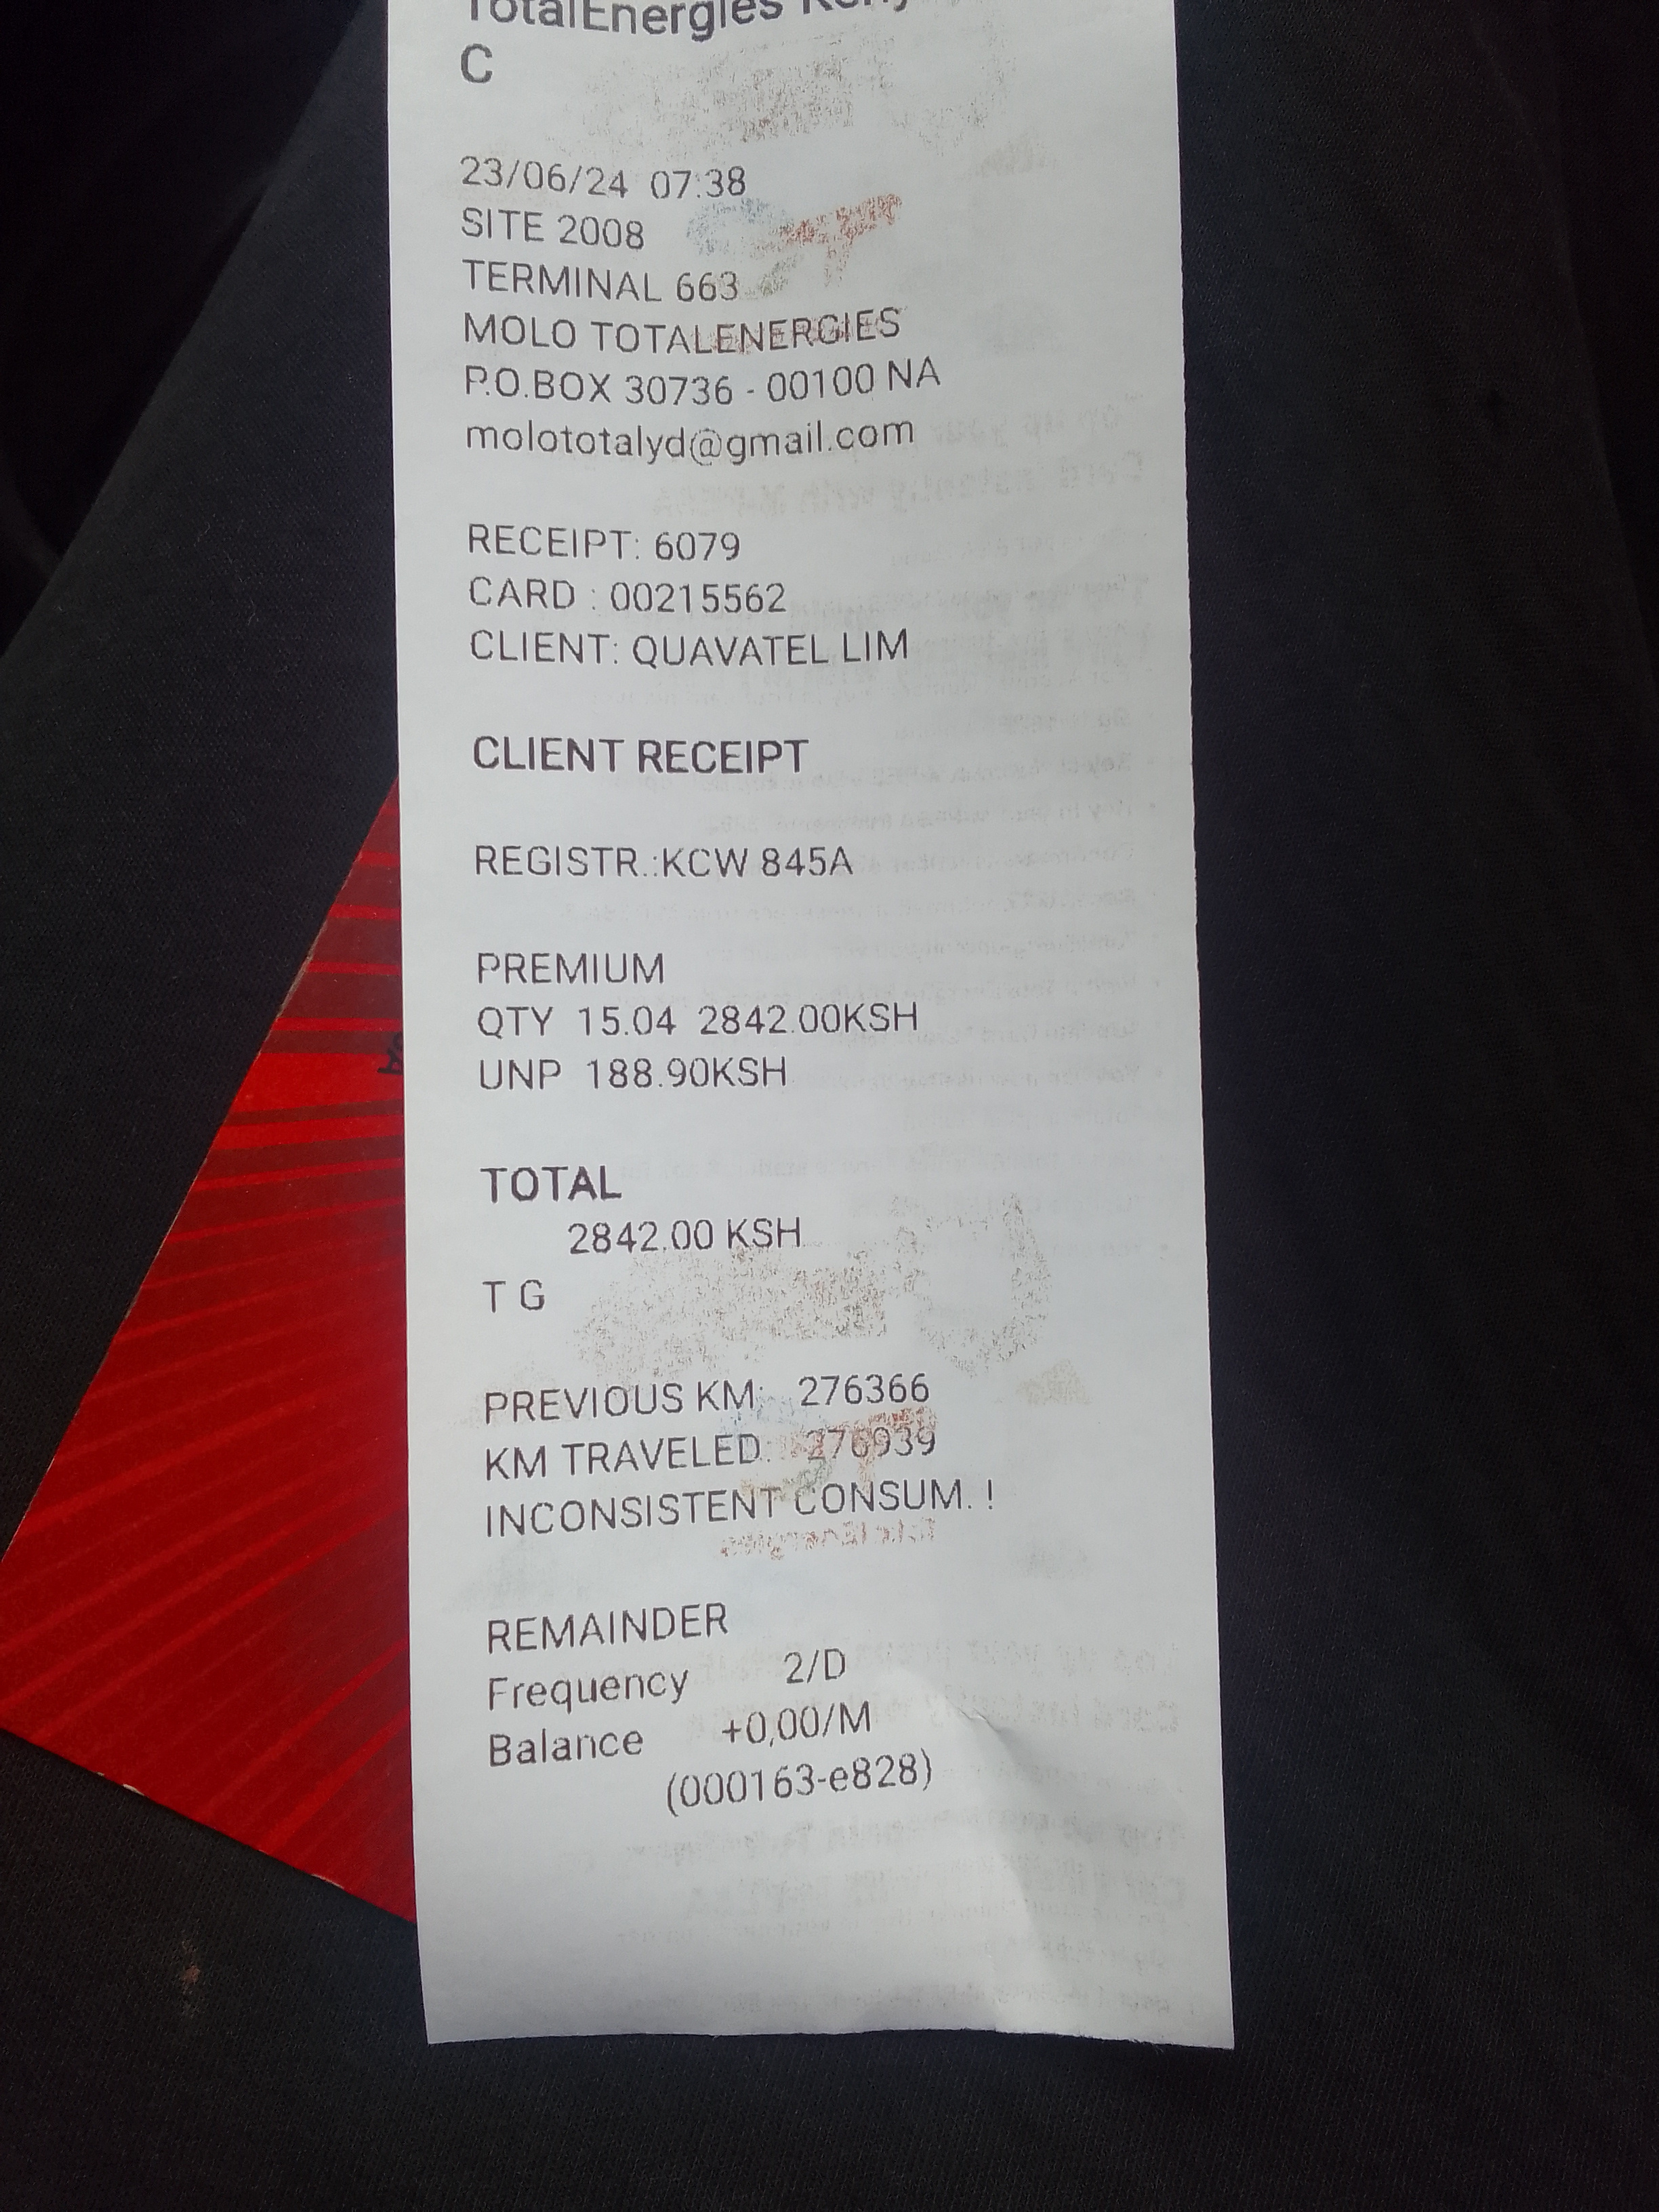 TotalEnergies
C
23/06/24 07:38
SITE 2008
TERMINAL 663
MOLO TOTALENERGIES
P.O.BOX 30736 - 00100 NA
molototalyd@gmail.com
RECEIPT: 6079
CARD : 00215562
CLIENT: QUAVATEL LIM
CLIENT RECEIPT
REGISTR.:KCW 845A
PREMIUM
QTY 15.04 2842.00KSH
UNP 188.90KSH
TOTAL
2842.00 KSH
T G
PREVIOUS KM: 276366
KM TRAVELED: 276939
INCONSISTENT CONSUM. !
REMAINDER
Frequency 2/D
Balance +0,00/M
(000163-e828)